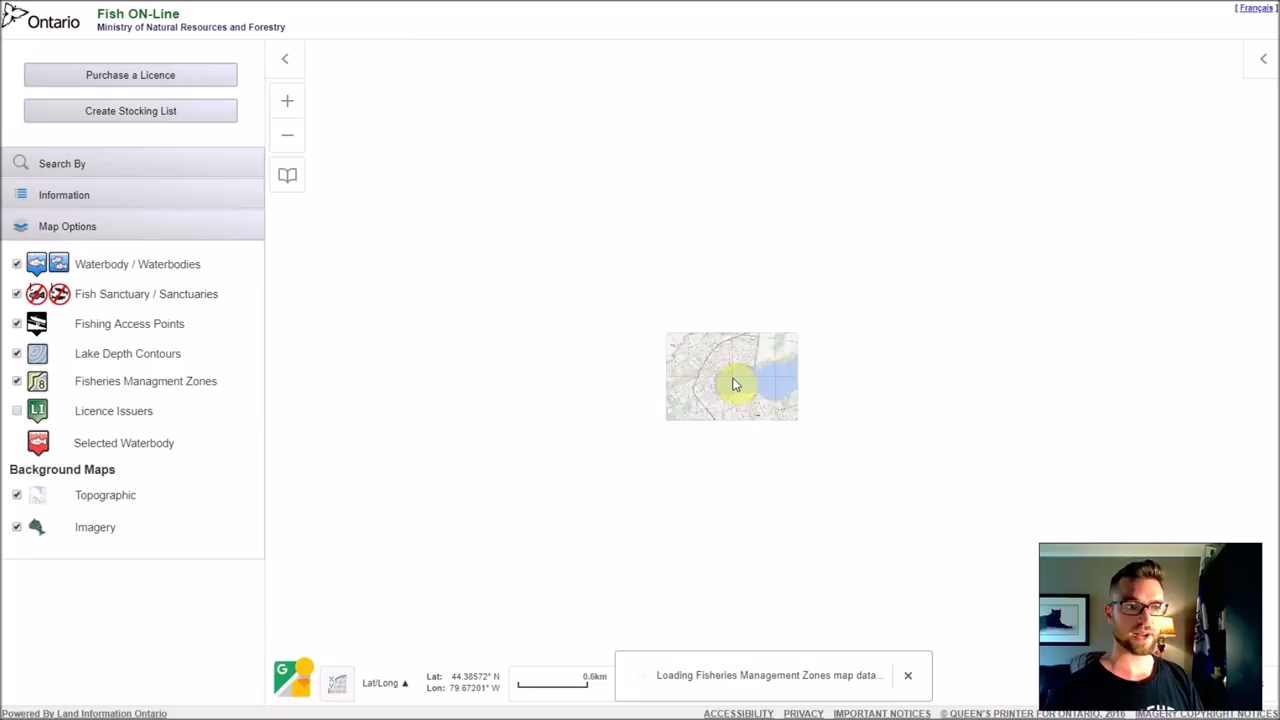 Ontario
Fish ON-Line
Ministry of Natural Resources and Forestry
[ Français ]
Purchase a Licence
Create Stocking List
Search By
Information
Map Options
Waterbody / Waterbodies
Fish Sanctuary / Sanctuaries
Fishing Access Points
Lake Depth Contours
8
Fisheries Managment Zones
LI
Licence Issuers
Selected Waterbody
Background Maps
Topographic
Imagery
G
Lat/Long ▲
Lat: 44.38572° N
Lon: 79.67201° W
0.6km
Loading Fisheries Management Zones map data...
Powered By Land Information Ontario
ACCESSIBILITY
PRIVACY
IMPORTANT NOTICES
© QUEEN'S PRINTER FOR ONTARIO, 2016
IMAGERY COPYRIGHT NOTICES